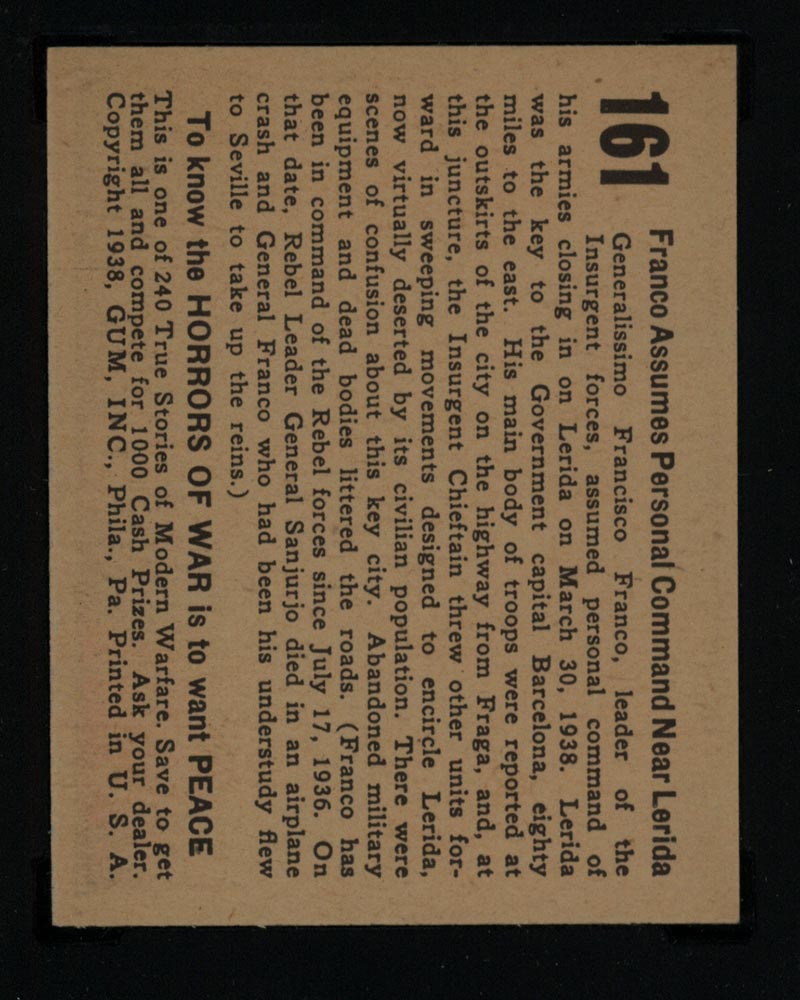 161 Franco Assumes Personal Command Near Lerida
Generalissimo Francisco Franco, leader of the
Insurgent forces, assumed personal command of
his armies closing in on Lerida on March 30, 1938. Lerida
was the key to the Government capital Barcelona, eighty
miles to the east. His main body of troops were reported at
the outskirts of the city on the highway from Fraga, and, at
this juncture, the Insurgent Chieftain threw other units for-
ward in sweeping movements designed to encircle Lerida,
now virtually deserted by its civilian population. There were
scenes of confusion about this key city. Abandoned military
equipment and dead bodies littered the roads. (Franco has
been in command of the Rebel forces since July 17, 1936. On
that date, Rebel Leader General Sanjurjo died in an airplane
crash and General Franco who had been his understudy flew
to Seville to take up the reins.)
To know the HORRORS OF WAR is to want PEACE
This is one of 240 True Stories of Modern Warfare. Save to get
them all and compete for 1000 Cash Prizes. Ask your dealer.
Copyright 1938, GUM, INC., Phila., Pa. Printed in U. S. A.